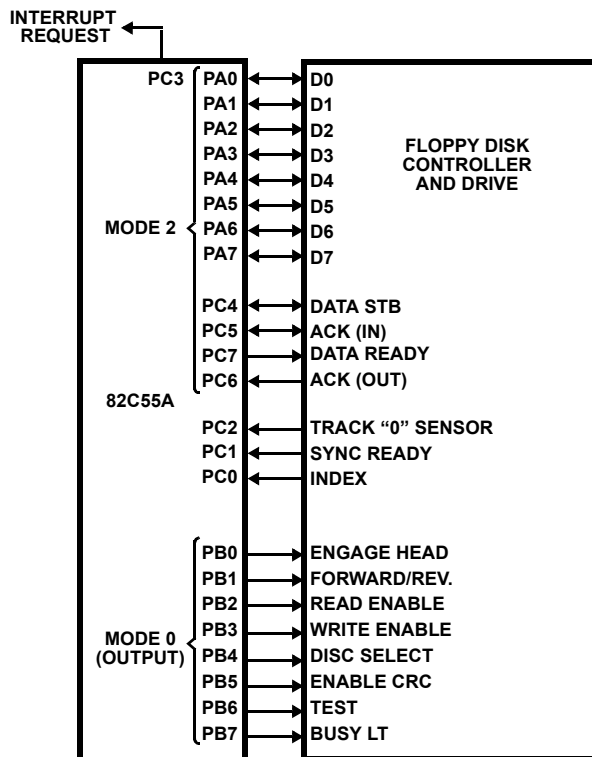 INTERRUPT
REQUEST
PC3 PA0 D0
PA1 D1
PA2 D2
PA3 D3
PA4 D4
PA5 D5
MODE 2 PA6 D6
PA7 D7
FLOPPY DISK
CONTROLLER
AND DRIVE
PC4 DATA STB
PC5 ACK (IN)
PC7 DATA READY
PC6 ACK (OUT)
82C55A
PC2 TRACK “0” SENSOR
PC1 SYNC READY
PC0 INDEX
PB0 ENGAGE HEAD
PB1 FORWARD/REV.
PB2 READ ENABLE
PB3 WRITE ENABLE
MODE 0
(OUTPUT)
PB4 DISC SELECT
PB5 ENABLE CRC
PB6 TEST
PB7 BUSY LT